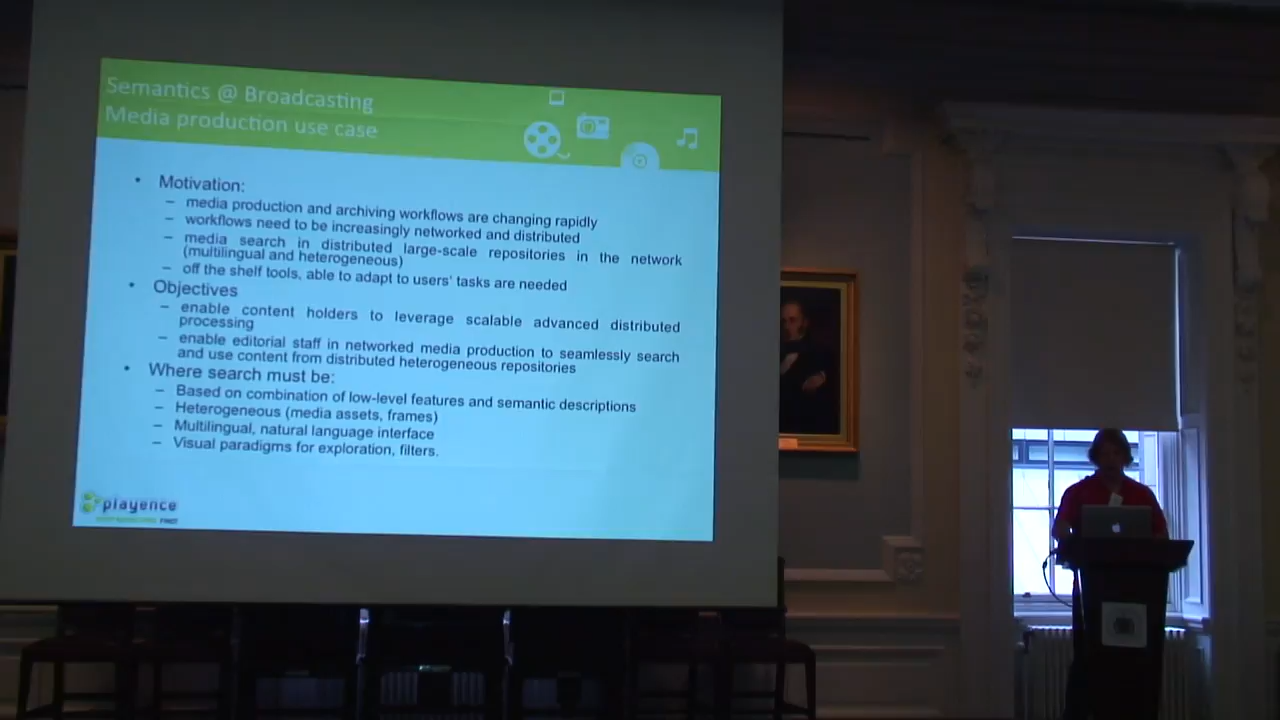 Semantics @ Broadcasting
Media production use case
• Motivation:
– media production and archiving workflows are changing rapidly
– workflows need to be increasingly networked and distributed
– media search in distributed large-scale repositories in the network
(multilingual and heterogeneous)
– off the shelf tools, able to adapt to users' tasks are needed
• Objectives
– enable content holders to leverage scalable advanced distributed
processing
– enable editorial staff in networked media production to seamlessly search
and use content from distributed heterogeneous repositories
• Where search must be:
– Based on combination of low-level features and semantic descriptions
– Heterogeneous (media assets, frames)
– Multilingual, natural language interface
– Visual paradigms for exploration, filters.
playence